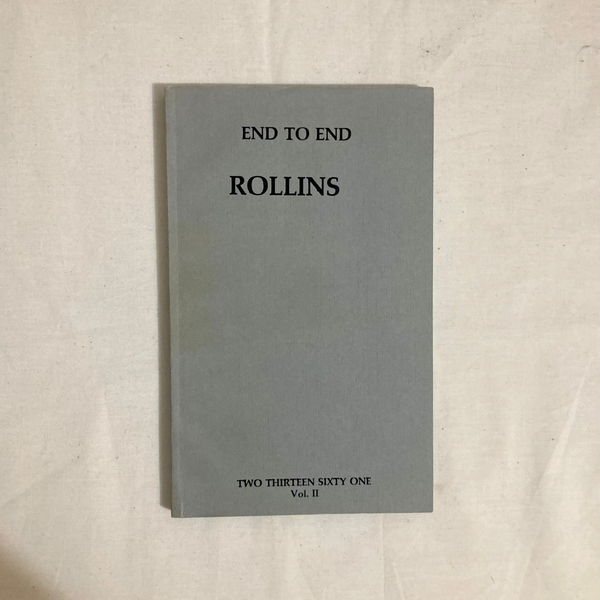 END TO END
ROLLINS
TWO THIRTEEN SIXTY ONE
Vol. II